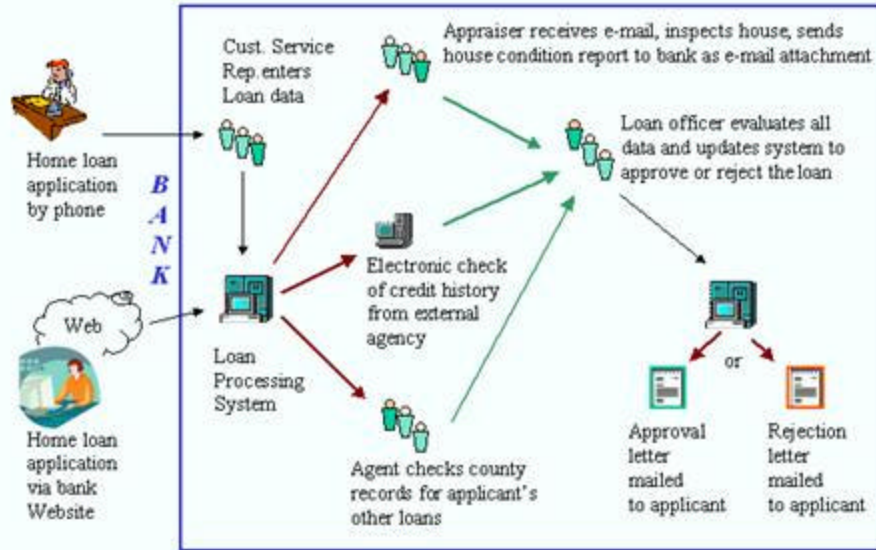 Cust. Service
Rep.enters
Loan data
Appraiser receives e-mail, inspects house, sends
house condition report to bank as e-mail attachment
Home loan
application
by phone
BANK
Loan officer evaluates all
data and updates system to
approve or reject the loan
Web
Home loan
application
via bank
Website
Loan
Processing
System
Electronic check
of credit history
from external
agency
Agent checks county
records for applicant's
other loans
or
Approval
letter
mailed
to applicant
Rejection
letter
mailed
to applicant